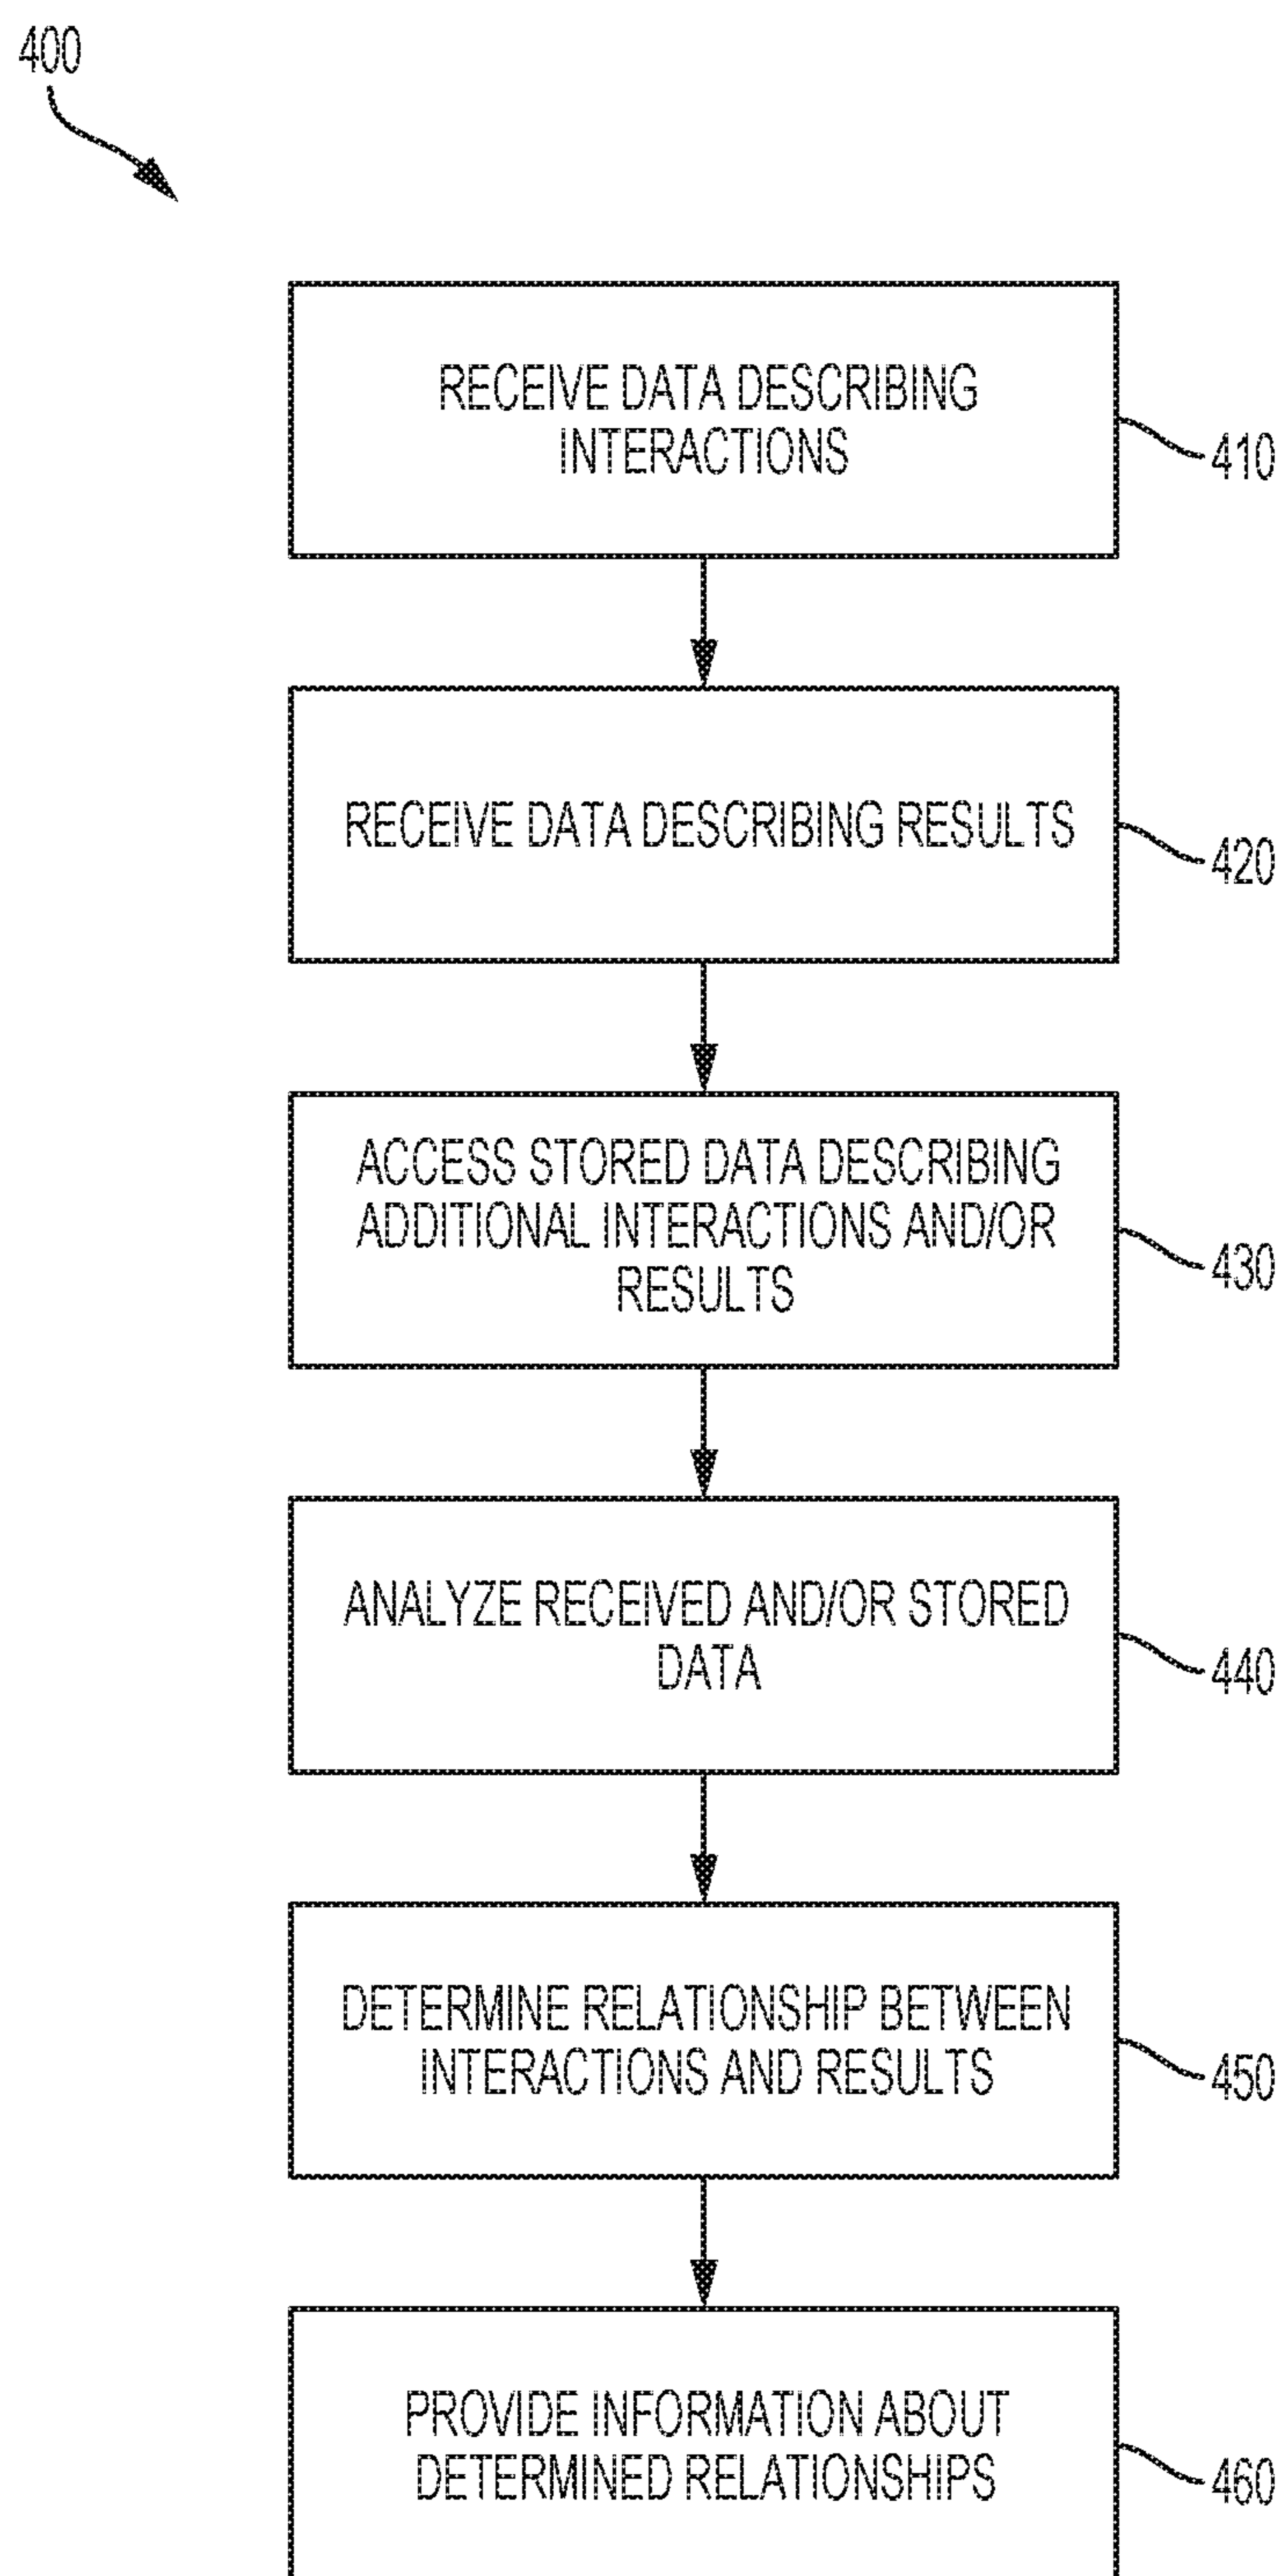 400
RECEIVE DATA DESCRIBING
INTERACTIONS
410
RECEIVE DATA DESCRIBING RESULTS
420
ACCESS STORED DATA DESCRIBING
ADDITIONAL INTERACTIONS AND/OR
RESULTS
430
ANALYZE RECEIVED AND/OR STORED
DATA
440
DETERMINE RELATIONSHIP BETWEEN
INTERACTIONS AND RESULTS
450
PROVIDE INFORMATION ABOUT
DETERMINED RELATIONSHIPS
460